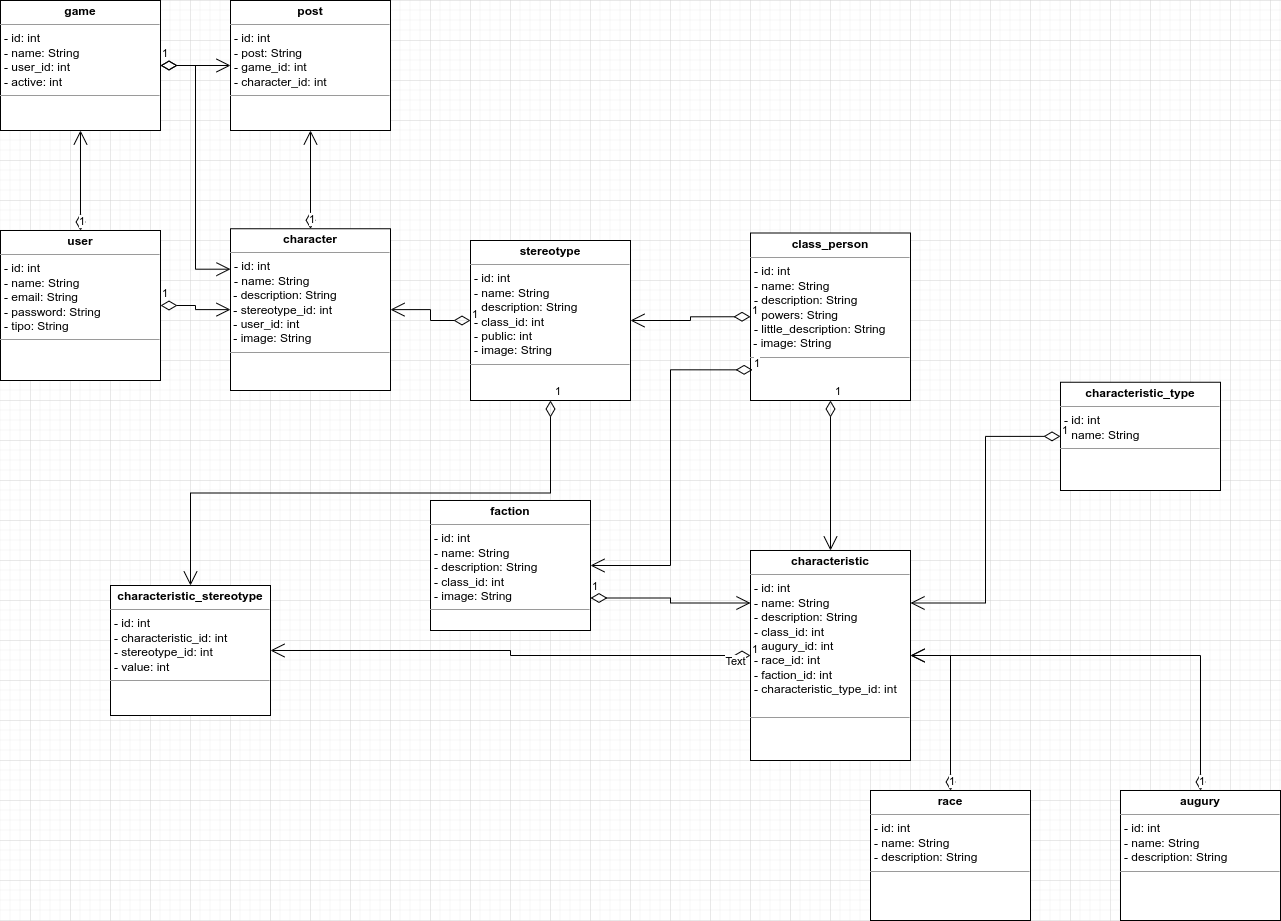 game
- id: int
- name: String
- user_id: int
- active: int
1
post
- id: int
- post: String
- game_id: int
- character_id: int
1
user
- id: int
- name: String
- email: String
- password: String
- tipo: String
1
1
character
- id: int
- name: String
- description: String
- stereotype_id: int
- user_id: int
- image: String
stereotype
- id: int
- name: String
description: String
1
- class_id: int
- public: int
- image: String
1
class_person
- id: int
- name: String
- description: String
1
powers: String
- little_description: String
- image: String
1
1
characteristic_type
- id: int
1
name: String
faction
- id: int
- name: String
- description: String
- class_id: int
- image: String
1
characteristic
- id: int
- name: String
- description: String
- class_id: int
1
augury_id: int
Text
- race_id: int
- faction_id: int
- characteristic_type_id: int
characteristic_stereotype
- id: int
- characteristic_id: int
- stereotype_id: int
- value: int
1
race
- id: int
- name: String
- description: String
1
augury
- id: int
- name: String
- description: String